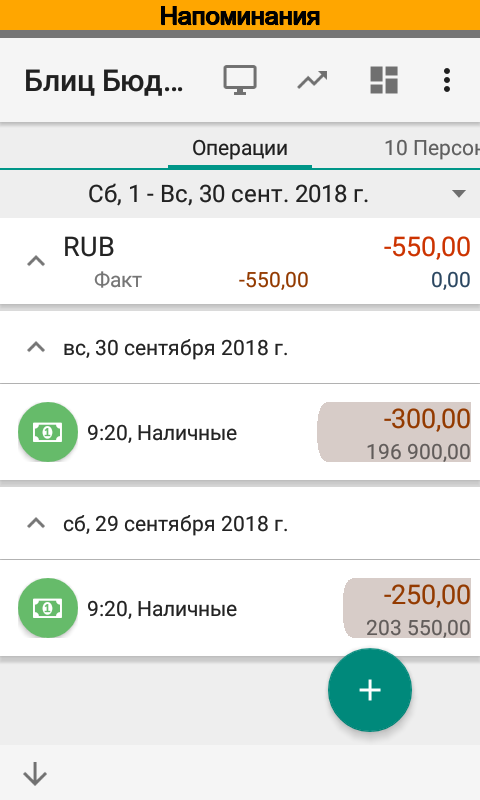 Напоминания
Блиц Бюд...
Операции
10 Персон
Сб, 1 - Вс, 30 сент. 2018 г.
RUB -550,00
Факт -550,00 0,00
вс, 30 сентября 2018 г.
-300,00
9:20, Наличные
196 900,00
сб, 29 сентября 2018 г.
-250,00
9:20, Наличные
203 550,00